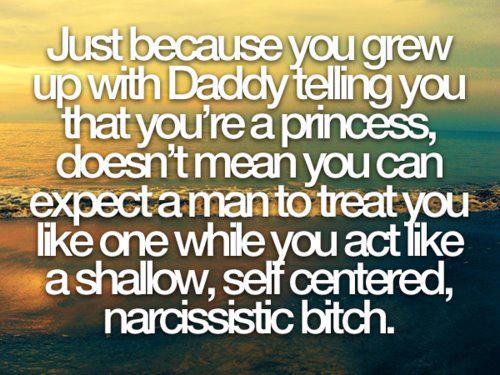 Just because you grew
up with Daddy telling you
that you're a princess,
doesn't mean you can
expect a man to treat you
like one while you act like
a shallow, self centered,
narcissistic bitch.